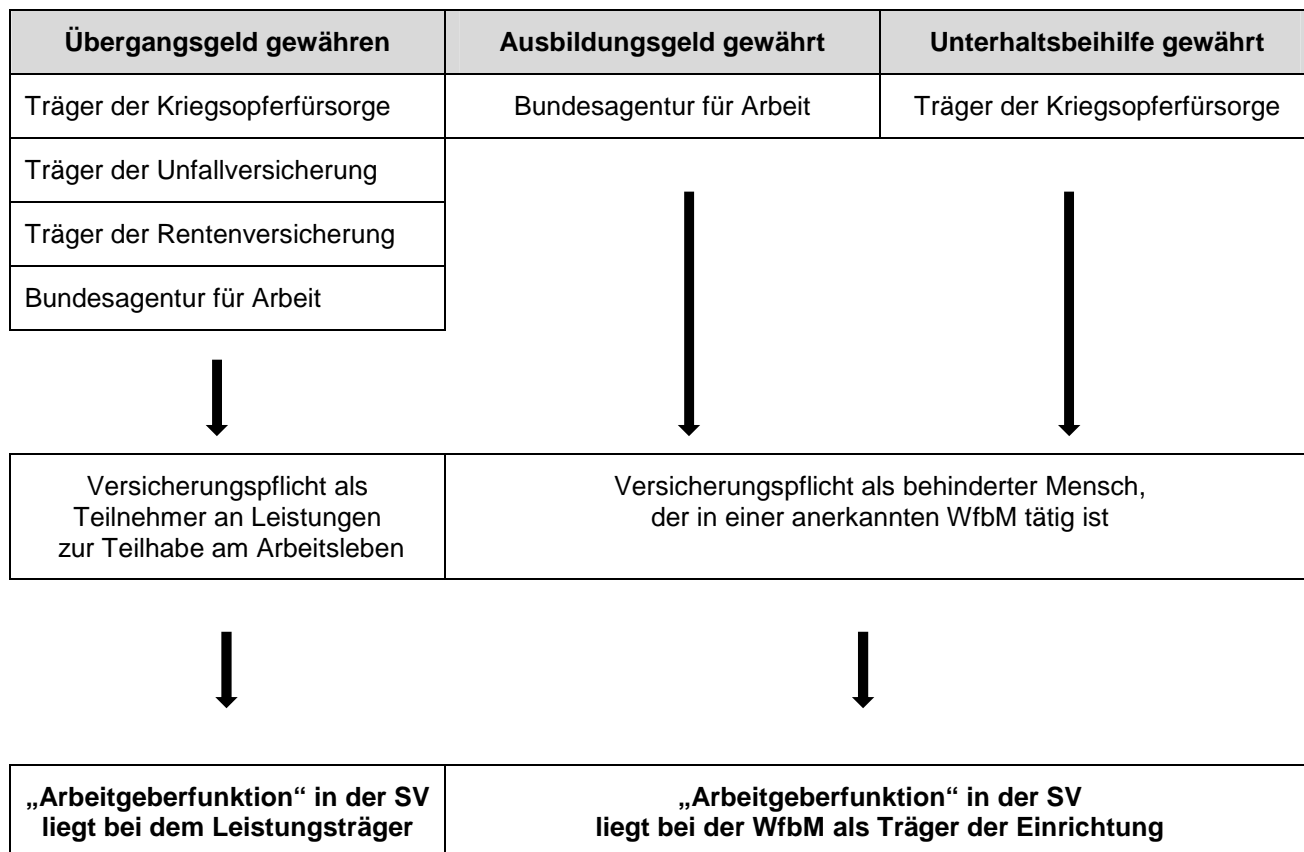 Übergangsgeld gewähren
Ausbildungsgeld gewährt
Unterhaltsbeihilfe gewährt
Träger der Kriegsopferfürsorge
Bundesagentur für Arbeit
Träger der Kriegsopferfürsorge
Träger der Unfallversicherung
Träger der Rentenversicherung
Bundesagentur für Arbeit
Versicherungspflicht als
Teilnehmer an Leistungen
zur Teilhabe am Arbeitsleben
Versicherungspflicht als behinderter Mensch,
der in einer anerkannten WfbM tätig ist
„Arbeitgeberfunktion“ in der SV
liegt bei dem Leistungsträger
„Arbeitgeberfunktion“ in der SV
liegt bei der WfbM als Träger der Einrichtung